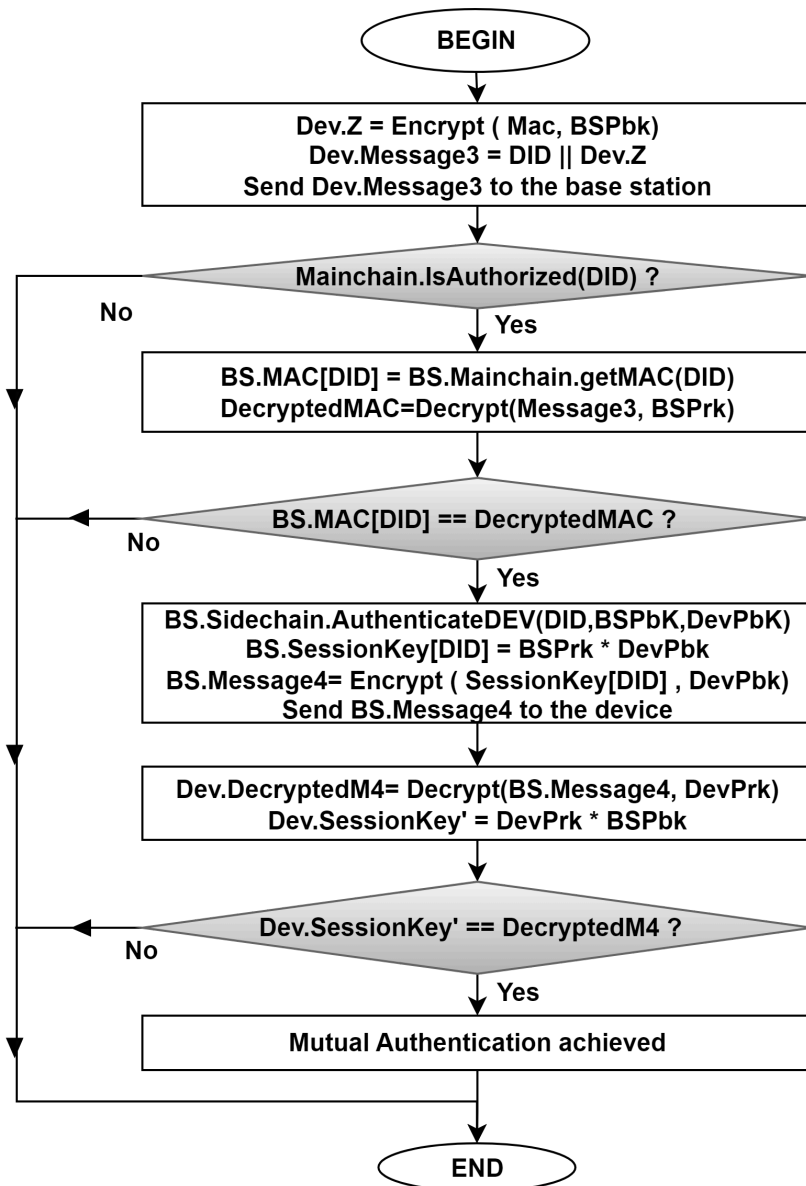 BEGIN
Dev.Z = Encrypt ( Mac, BSPbk)
Dev.Message3 = DID || Dev.Z
Send Dev.Message3 to the base station
Mainchain.IsAuthorized(DID) ?
No
Yes
BS.MAC[DID] = BS.Mainchain.getMAC(DID)
DecryptedMAC=Decrypt(Message3, BSPrk)
BS.MAC[DID] == DecryptedMAC ?
No
Yes
BS.Sidechain.AuthenticateDEV(DID,BSPbK,DevPbK)
BS.SessionKey[DID] = BSPrk * DevPbk
BS.Message4= Encrypt ( SessionKey[DID] , DevPbk)
Send BS.Message4 to the device
Dev.DecryptedM4= Decrypt(BS.Message4, DevPrk)
Dev.SessionKey' = DevPrk * BSPbk
Dev.SessionKey' == DecryptedM4 ?
No
Yes
Mutual Authentication achieved
END